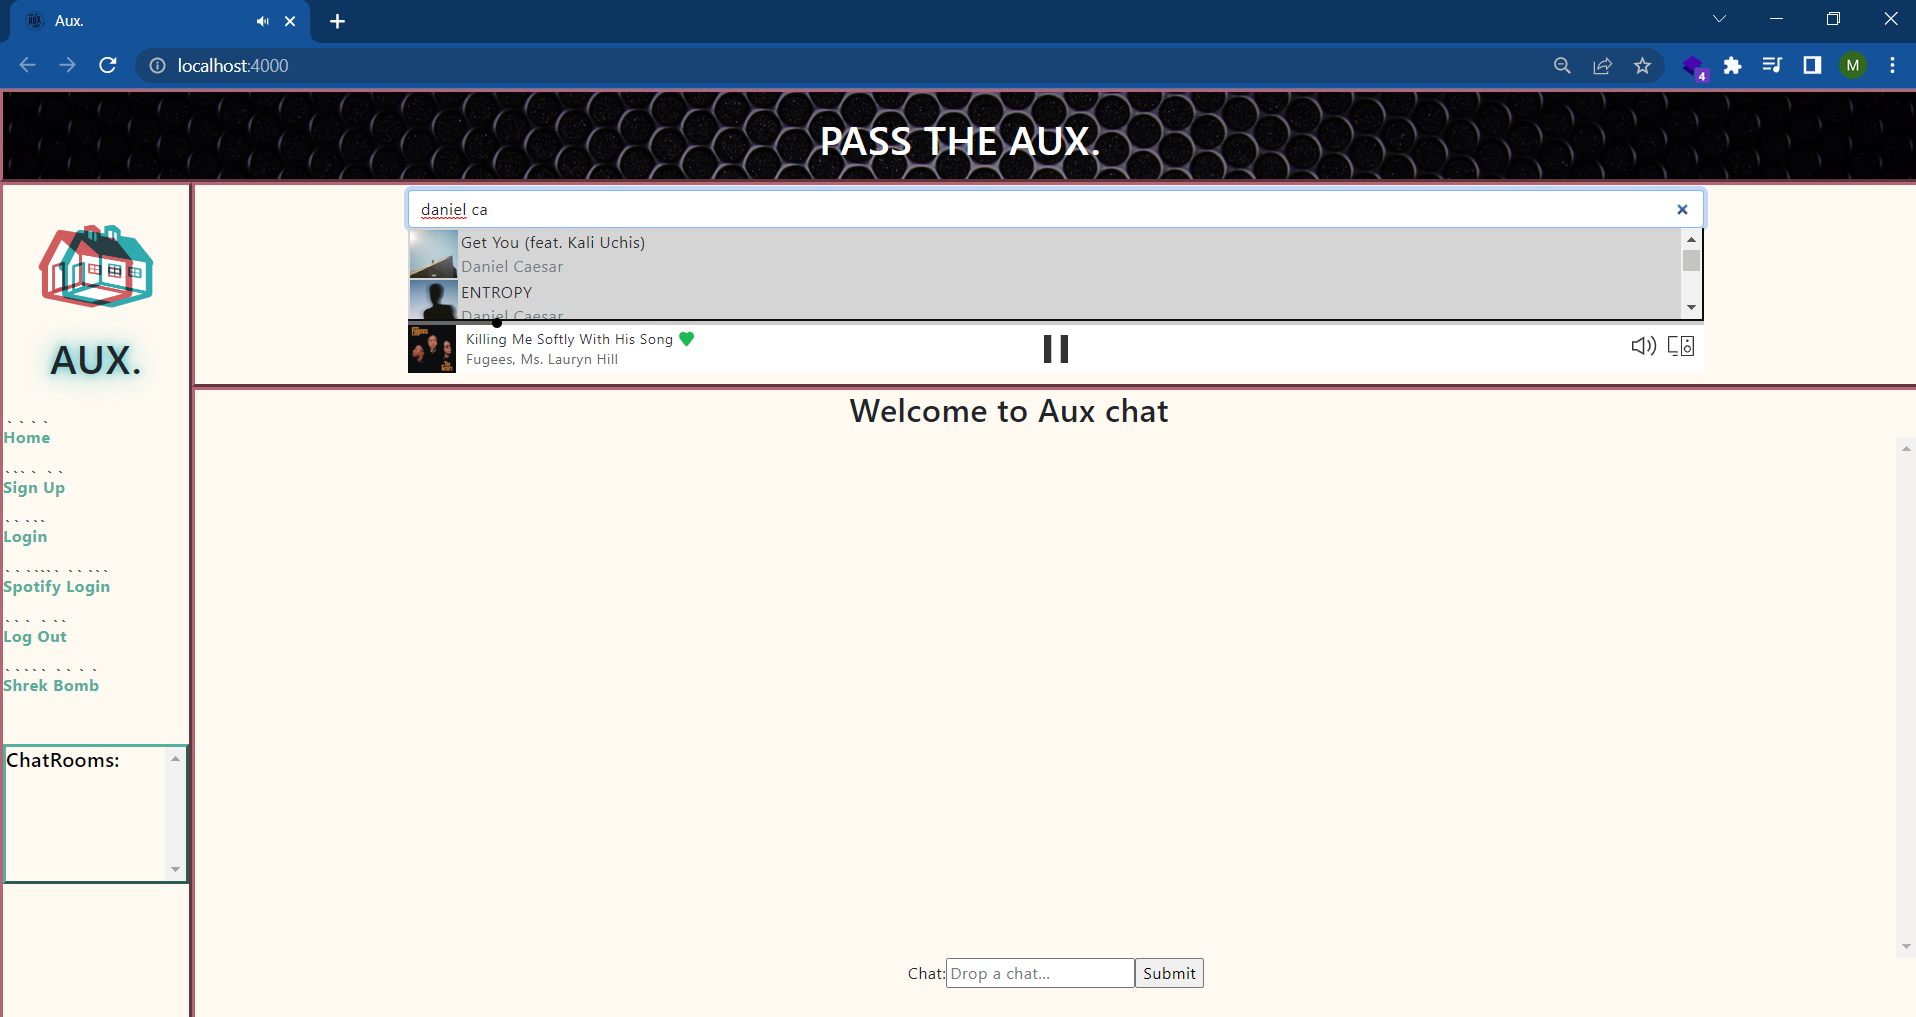 Aux.
localhost:4000
4
M
PASS THE AUX.
daniel ca
Get You (feat. Kali Uchis)
Daniel Caesar
ENTROPY
Daniel Caesar
Killing Me Softly With His Song
Fugees, Ms. Lauryn Hill
AUX.
Welcome to Aux chat
Home
Sign Up
Login
Spotify Login
Log Out
Shrek Bomb
ChatRooms:
Chat: Drop a chat... Submit